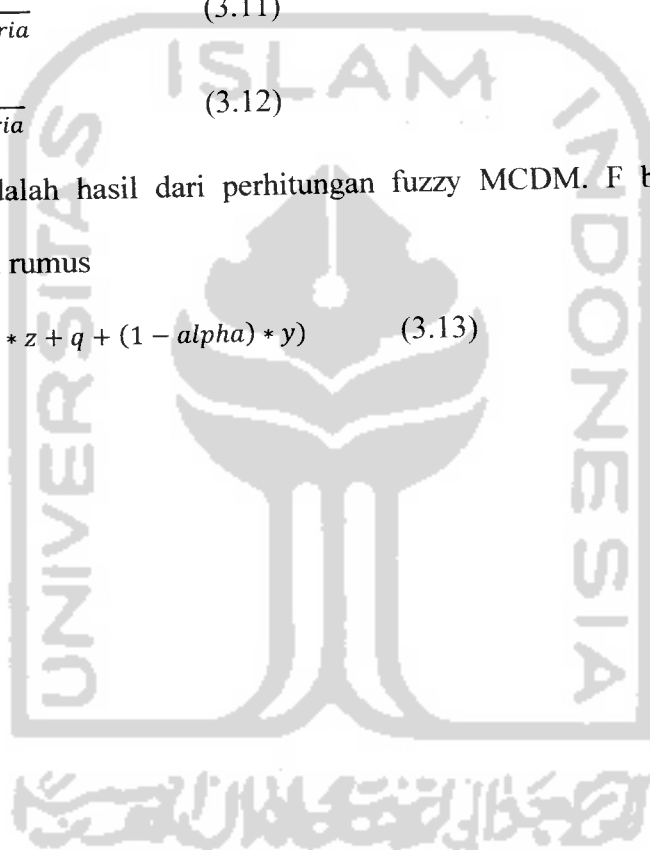 ria (3.11)
ISLAM
ria (3.12)
dalah hasil dari perhitungan fuzzy MCDM. F b
rumus
* z + q + (1 − alpha) * y) (3.13)
UNIVERSITAS
INDONESIA